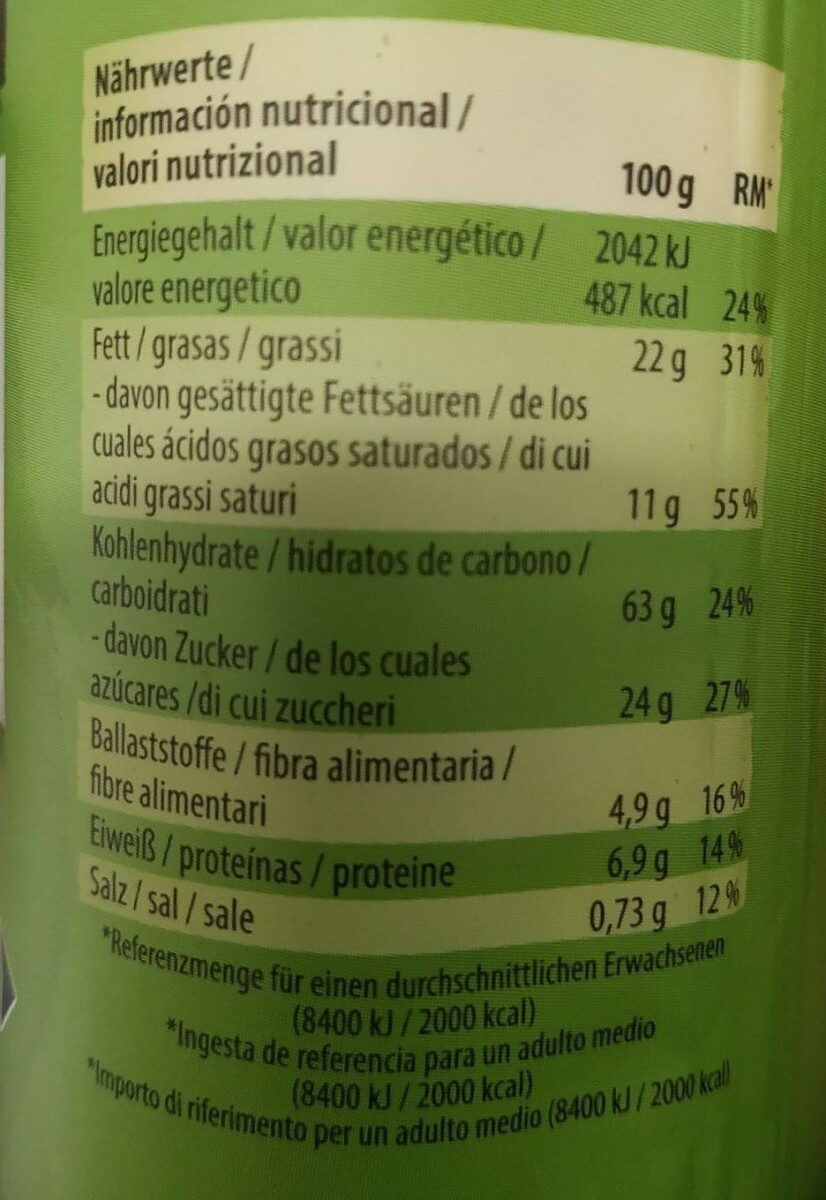 Nährwerte /
información nutricional /
valori nutrizional 100 g RM*
Energiegehalt / valor energético / 2042 kJ
valore energetico 487 kcal 24%
Fett / grasas / grassi 22 g 31%
- davon gesättigte Fettsäuren / de los
cuales ácidos grasos saturados / di cui
acidi grassi saturi 11 g 55%
Kohlenhydrate / hidratos de carbono /
carboidrati 63 g 24%
- davon Zucker / de los cuales
azúcares /di cui zuccheri 24 g 27%
Ballaststoffe / fibra alimentaria /
fibre alimentari 4,9 g 16%
Eiweiß / proteínas / proteine 6,9 g 14%
Salz / sal / sale 0,73 g 12%
*Referenzmenge für einen durchschnittlichen Erwachsenen
(8400 kJ / 2000 kcal)
*Ingesta de referencia para un adulto medio
(8400 kJ / 2000 kcal)
*Importo di riferimento per un adulto medio (8400 kJ / 2000 kcal)